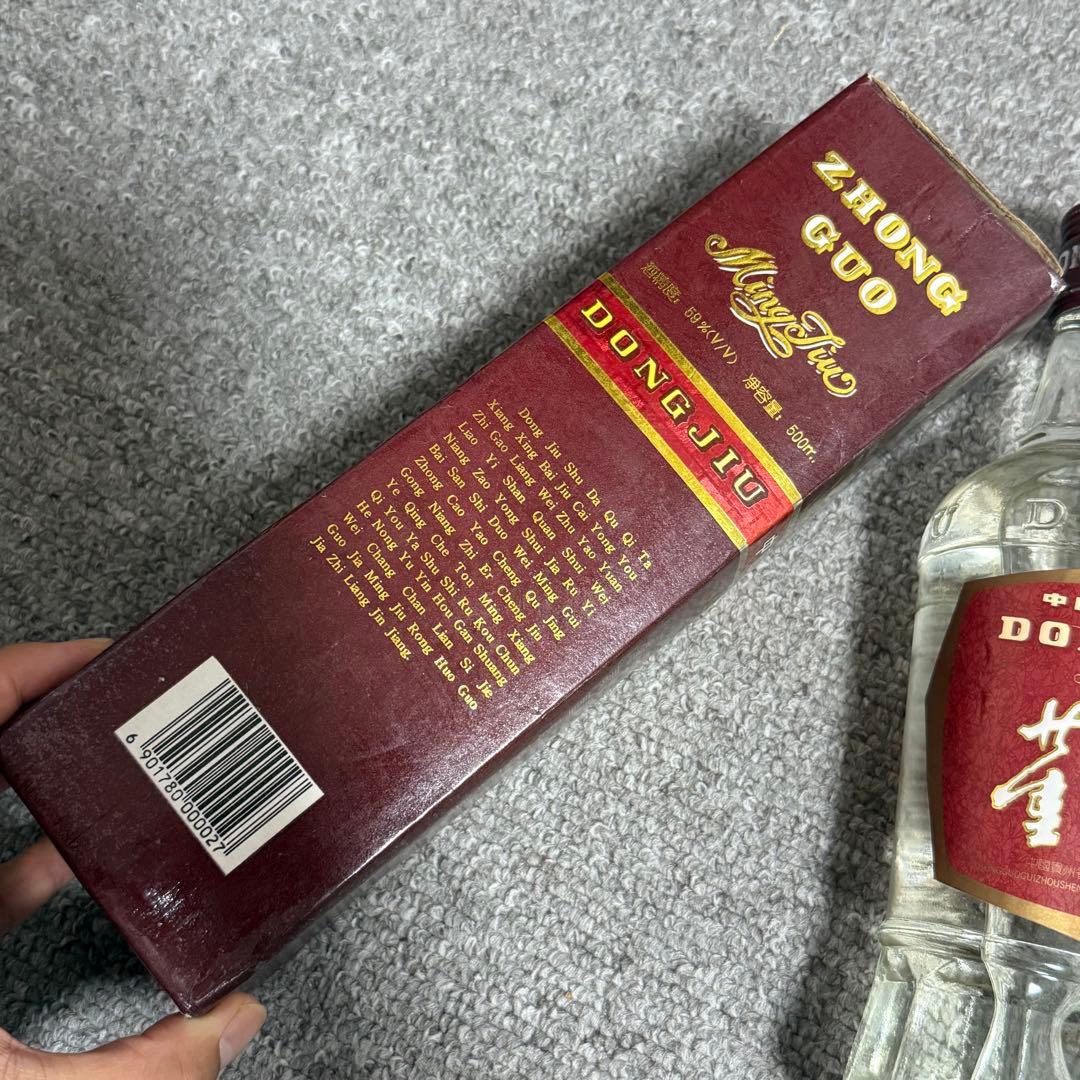 ZHONG
GUO
MingJiu
酒精度: 59%(V/V) 净容量: 500m
DONGJIU
Dong Jiu Shu Da Qu Qi Ta
Xiang Xing Bai Jiu Cai Yong You
Zhi Gao Liang Wei Zhu Yao Yuan
Liao Yi Shan Quan Shui Wei
Niang Zao Yong Shui Jia Ru Yi
Bai San Shi Duo Wei Ming Gui
Zhong Cao Yao Cheng Qu Jing
Gong Niang Zhi Er Cheng Jiu
Ye Qing Che Tou Ming Xiang
Qi You Ya Shu Shi Ru Kou Chun
He Nong Yu Yin Hou Gan Shuang
Wei Chang Chan Lian Si Jie
Guo Jia Ming Jiu Rong Huo Guo
Jia Zhi Liang Jin Jiang.
6 901780 000027
D
中
DO
董